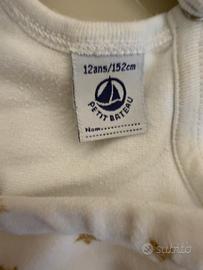 12ans/152cm
PETIT BATEAU
Nom
subito